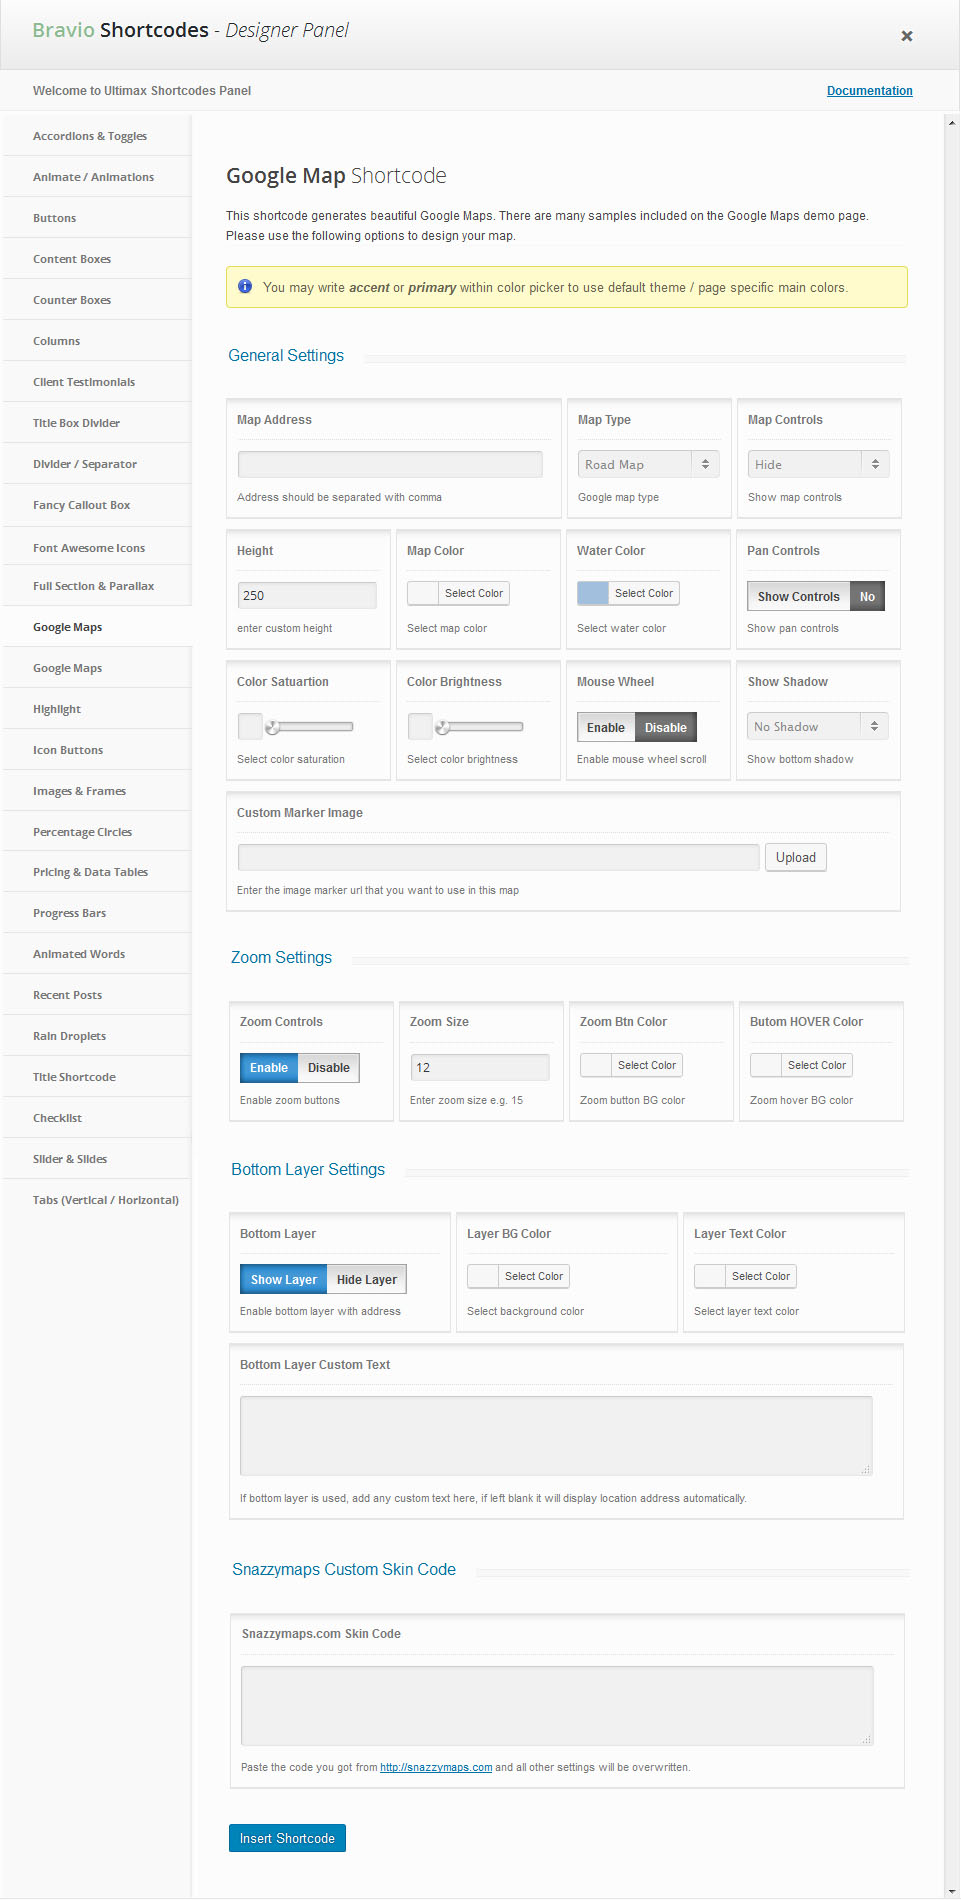 Bravio Shortcodes - Designer Panel
Welcome to Ultimax Shortcodes Panel
Documentation
Accordions & Toggles
Animate / Animations
Buttons
Content Boxes
Counter Boxes
Columns
Client Testimonials
Title Box Divider
Divider / Separator
Fancy Callout Box
Font Awesome Icons
Full Section & Parallax
Google Maps
Google Maps
Highlight
Icon Buttons
Images & Frames
Percentage Circles
Pricing & Data Tables
Progress Bars
Animated Words
Recent Posts
Rain Droplets
Title Shortcode
Checklist
Slider & Slides
Tabs (Vertical / Horizontal)
Google Map Shortcode
This shortcode generates beautiful Google Maps. There are many samples included on the Google Maps demo page.
Please use the following options to design your map.
You may write accent or primary within color picker to use default theme / page specific main colors.
General Settings
Map Address
Address should be separated with comma
Map Type
Road Map
Google map type
Map Controls
Hide
Show map controls
Height
250
enter custom height
Map Color
Select Color
Select map color
Water Color
Select Color
Select water color
Pan Controls
Show Controls No
Show pan controls
Color Satuartion
Select color saturation
Color Brightness
Select color brightness
Mouse Wheel
Enable Disable
Enable mouse wheel scroll
Show Shadow
No Shadow
Show bottom shadow
Custom Marker Image
Upload
Enter the image marker url that you want to use in this map
Zoom Settings
Zoom Controls
Enable Disable
Enable zoom buttons
Zoom Size
12
Enter zoom size e.g. 15
Zoom Btn Color
Select Color
Zoom button BG color
Butom HOVER Color
Select Color
Zoom hover BG color
Bottom Layer Settings
Bottom Layer
Show Layer Hide Layer
Enable bottom layer with address
Layer BG Color
Select Color
Select background color
Layer Text Color
Select Color
Select layer text color
Bottom Layer Custom Text
If bottom layer is used, add any custom text here, if left blank it will display location address automatically.
Snazzymaps Custom Skin Code
Snazzymaps.com Skin Code
Paste the code you got from http://snazzymaps.com and all other settings will be overwritten.
Insert Shortcode